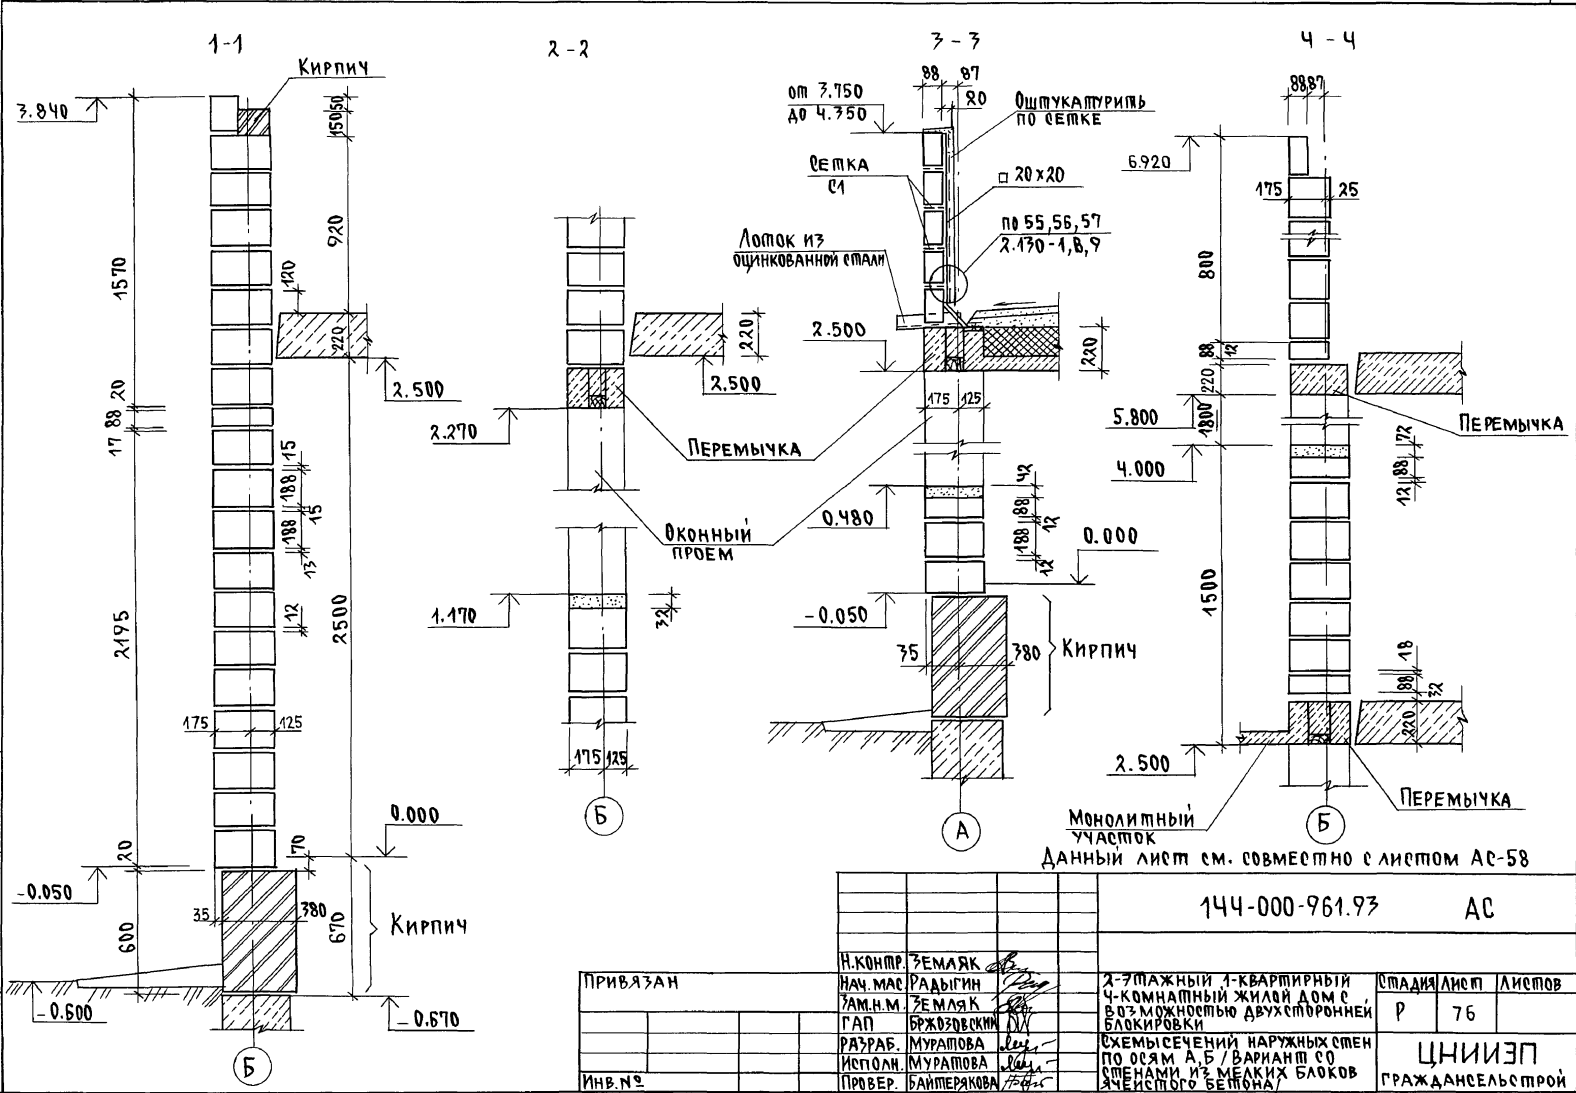 1-1
Кирпич
3.840
50
150
920
1570
120
220
2.500
20
88
17
15
188
15
188
13
12
2195
2500
175
125
0.000
20
70
-0.050
35
380
600
670
Кирпич
-0.600
-0.670
Б
2-2
220
2.500
2.270
Перемычка
Оконный
проем
1.170
32
175
125
Б
3-3
88
87
от 3.750
до 4.350
20
Оштукатурить
по сетке
Сетка
С1
□ 20х20
по 55,56,57
2.130-1,В,9
Лоток из
оцинкованной стали
2.500
220
175
125
42
0.480
88
12
188
12
0.000
-0.050
35
380
Кирпич
А
4-4
88
87
6.920
175
25
800
88
12
220
5.800
1800
Перемычка
72
4.000
88
12
1500
18
88
32
220
2.500
Перемычка
Монолитный
участок
Б
Данный лист см. совместно с листом АС-58
144-000-961.93 АС
Привязан
Инв.№
Н.контр. Земляк
Нач.мас Радыгин
Зам.н.м. Земляк
ГАП Бржозовский
Разраб. Муратова
Исполн. Муратова
Провер. Байтерякова
2-этажный 1-квартирный
4-комнатный жилой дом с
возможностью двухсторонней
блокировки
Стадия Лист Листов
Р 76
Схемы сечений наружных стен
по осям А,Б /Вариант со
стенами из мелких блоков
ячеистого бетона/
ЦНИИЭП
граждансельстрой